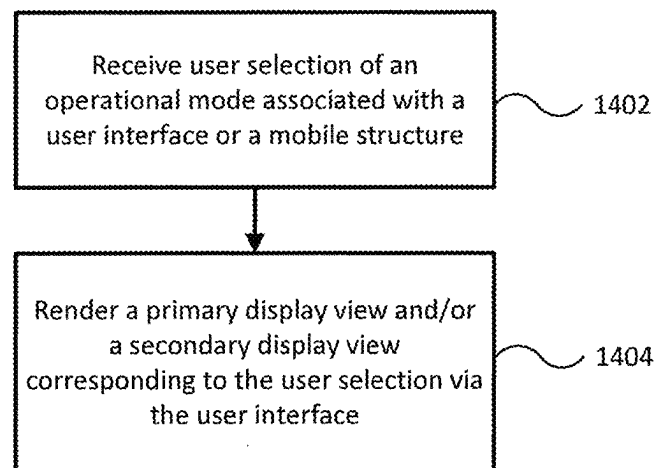 Receive user selection of an
operational mode associated with a
user interface or a mobile structure
1402
Render a primary display view and/or
a secondary display view
corresponding to the user selection via
the user interface
1404